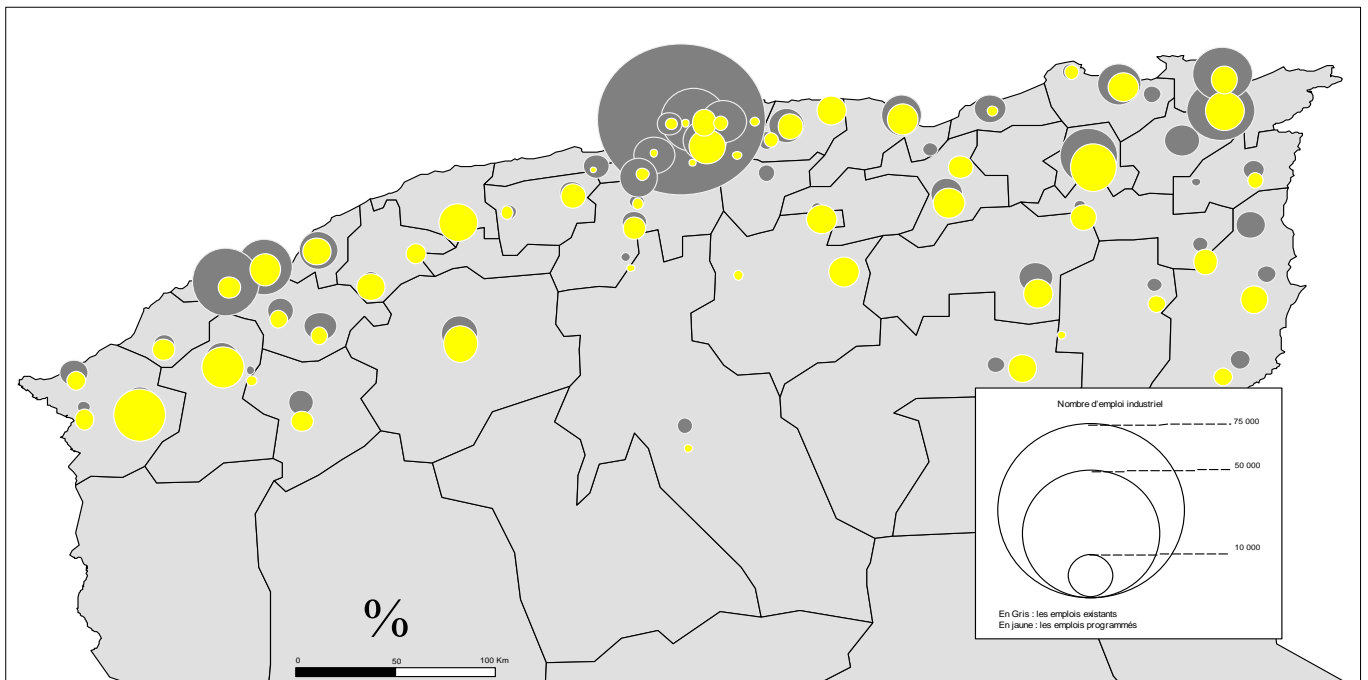 Nombre d'emploi industriel
75 000
50 000
10 000
En Gris : les emplois existants
En jaune : les emplois programmés
%
0 50 100 Km